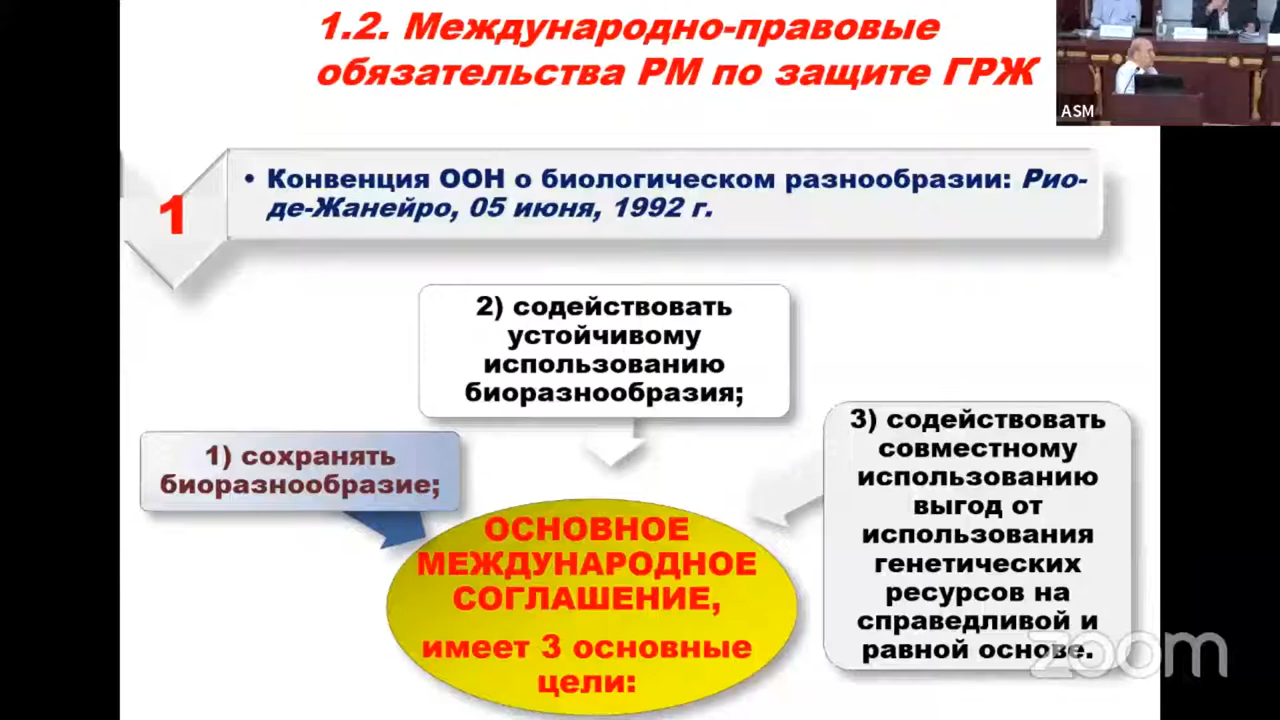 1.2. Международно-правовые
обязательства РМ по защите ГРЖ
ASM
1
• Конвенция ООН о биологическом разнообразии: Рио-
де-Жанейро, 05 июня, 1992 г.
2) содействовать
устойчивому
использованию
биоразнообразия;
1) сохранять
биоразнообразие;
3) содействовать
совместному
использованию
выгод от
использования
генетических
ресурсов на
справедливой и
равной основе.
ОСНОВНОЕ
МЕЖДУНАРОДНОЕ
СОГЛАШЕНИЕ,
имеет 3 основные
цели:
zoom